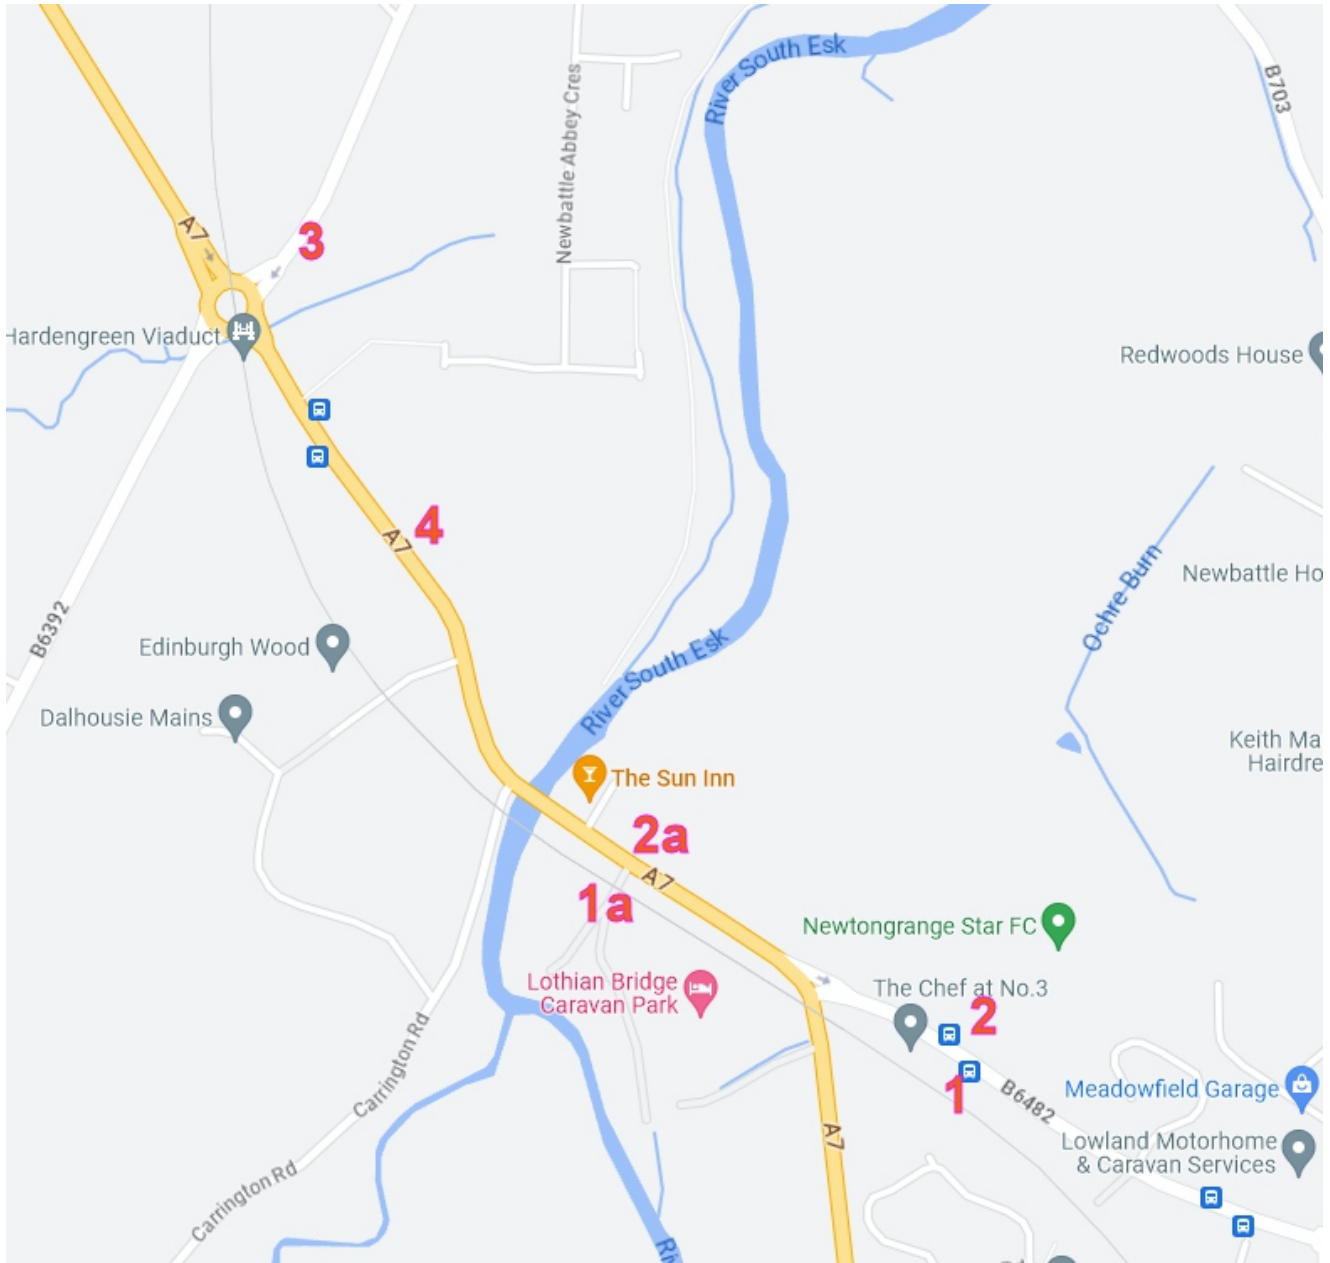 River South Esk
B703
Newbattle Abbey Cres
A7
3
Hardengreen Viaduct
Redwoods House
4
A7
Ochre Burn
Newbattle Ho
B6392
Edinburgh Wood
River South Esk
Dalhousie Mains
Keith Ma
Hairdre
The Sun Inn
2a
A7
1a
Newtongrange Star FC
Lothian Bridge
Caravan Park
The Chef at No.3
2
1
B6482
Meadowfield Garage
Carrington Rd
A7
Lowland Motorhome
& Caravan Services
Carrington Rd
Ri